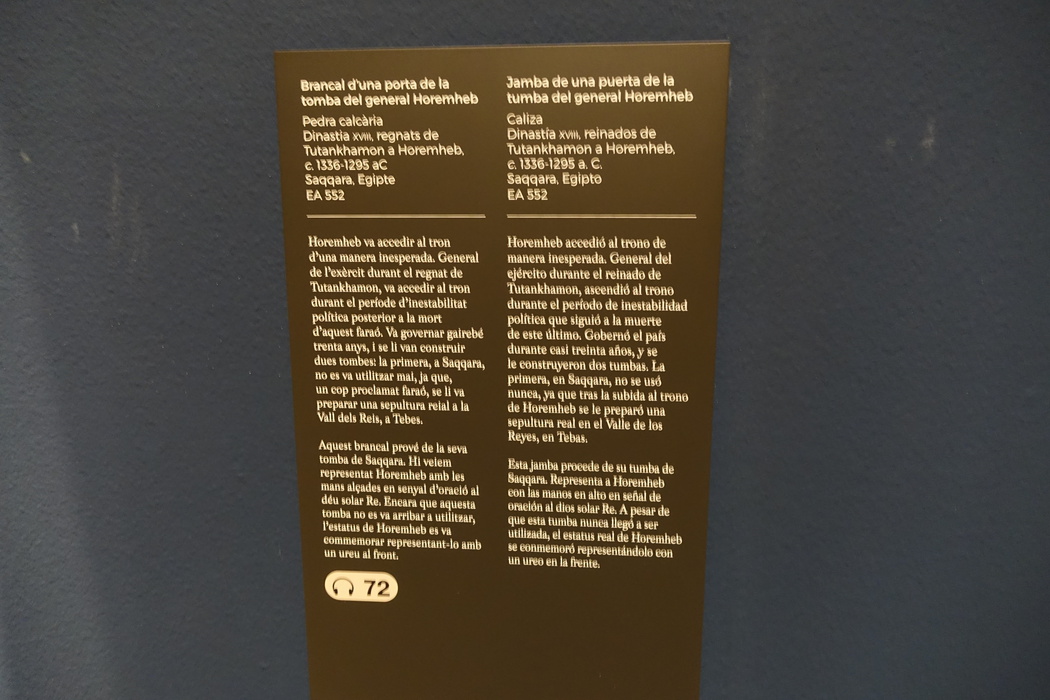 Brancal d'una porta de la
tomba del general Horemheb
Pedra calcària
Dinastia XVIII, regnats de
Tutankhamon a Horemheb,
c. 1336-1295 aC
Saqqara, Egipte
EA 552
Horemheb va accedir al tron
d'una manera inesperada. General
de l'exèrcit durant el regnat de
Tutankhamon, va accedir al tron
durant el període d'inestabilitat
política posterior a la mort
d'aquest faraó. Va governar gairebé
trenta anys, i se li van construir
dues tombes: la primera, a Saqqara,
no es va utilitzar mai, ja que,
un cop proclamat faraó, se li va
preparar una sepultura reial a la
Vall dels Reis, a Tebes.
Aquest brancal prové de la seva
tomba de Saqqara. Hi veiem
representat Horemheb amb les
mans alçades en senyal d'oració al
déu solar Re. Encara que aquesta
tomba no es va arribar a utilitzar,
l'estatus de Horemheb es va
commemorar representant-lo amb
un ureu al front.
72
Jamba de una puerta de la
tumba del general Horemheb
Caliza
Dinastía XVIII, reinados de
Tutankhamon a Horemheb,
c. 1336-1295 a. C.
Saqqara, Egipto
EA 552
Horemheb accedió al trono de
manera inesperada. General del
ejército durante el reinado de
Tutankhamon, ascendió al trono
durante el período de inestabilidad
política que siguió a la muerte
de este último. Gobernó el país
durante casi treinta años, y se
le construyeron dos tumbas. La
primera, en Saqqara, no se usó
nunca, ya que tras la subida al trono
de Horemheb se le preparó una
sepultura real en el Valle de los
Reyes, en Tebas.
Esta jamba procede de su tumba de
Saqqara. Representa a Horemheb
con las manos en alto en señal de
oración al dios solar Re. A pesar de
que esta tumba nunca llegó a ser
utilizada, el estatus real de Horemheb
se conmemoró representándolo con
un ureo en la frente.